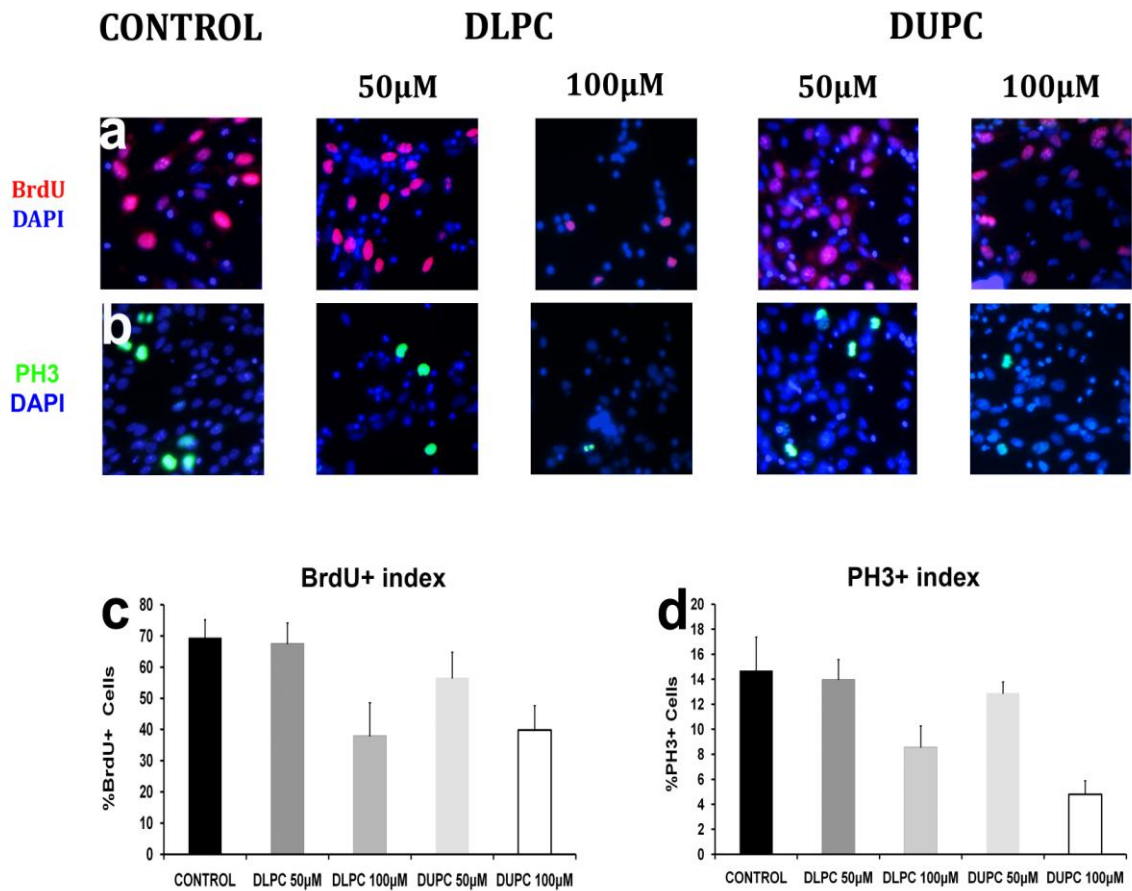 CONTROL DLPC DUPC
50μM 100μM 50μM 100μM
a
BrdU
DAPI
b
PH3
DAPI
BrdU+ index
c
%BrdU+ Cells
80
70
60
50
40
30
20
10
0
CONTROL DLPC 50μM DLPC 100μM DUPC 50μM DUPC 100μM
PH3+ index
d
%PH3+ Cells
20
18
16
14
12
10
8
6
4
2
0
CONTROL DLPC 50μM DLPC 100μM DUPC 50μM DUPC 100μM